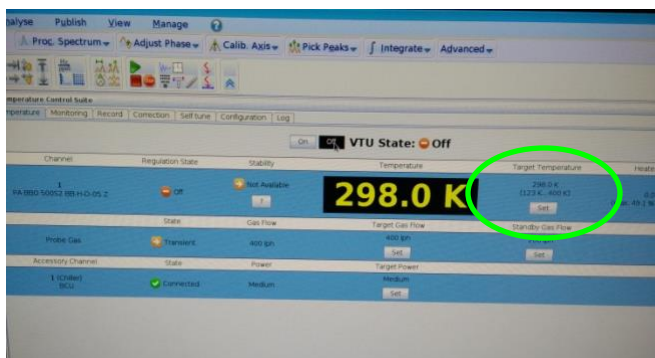 nalyse Publish View Manage
Proc. Spectrum Adjust Phase Calib. Axis Pick Peaks Integrate Advanced
emperature Control Suite
mperature Monitoring Record Correction Self tune Configuration Log
On Off VTU State: Off
Channel Regulation State Stability Temperature Target Temperature Heate
1 Off Not Available 298.0 K 298.0 K
(123 K...400 K)
? Set
State Gas Flow Target Gas Flow Standby Gas Flow
Probe Gas Transient 400 lph 400 lph
Set Set
Accessory Channel State Power Target Power
1 (Chiller) Connected Medium Medium
BCU Set